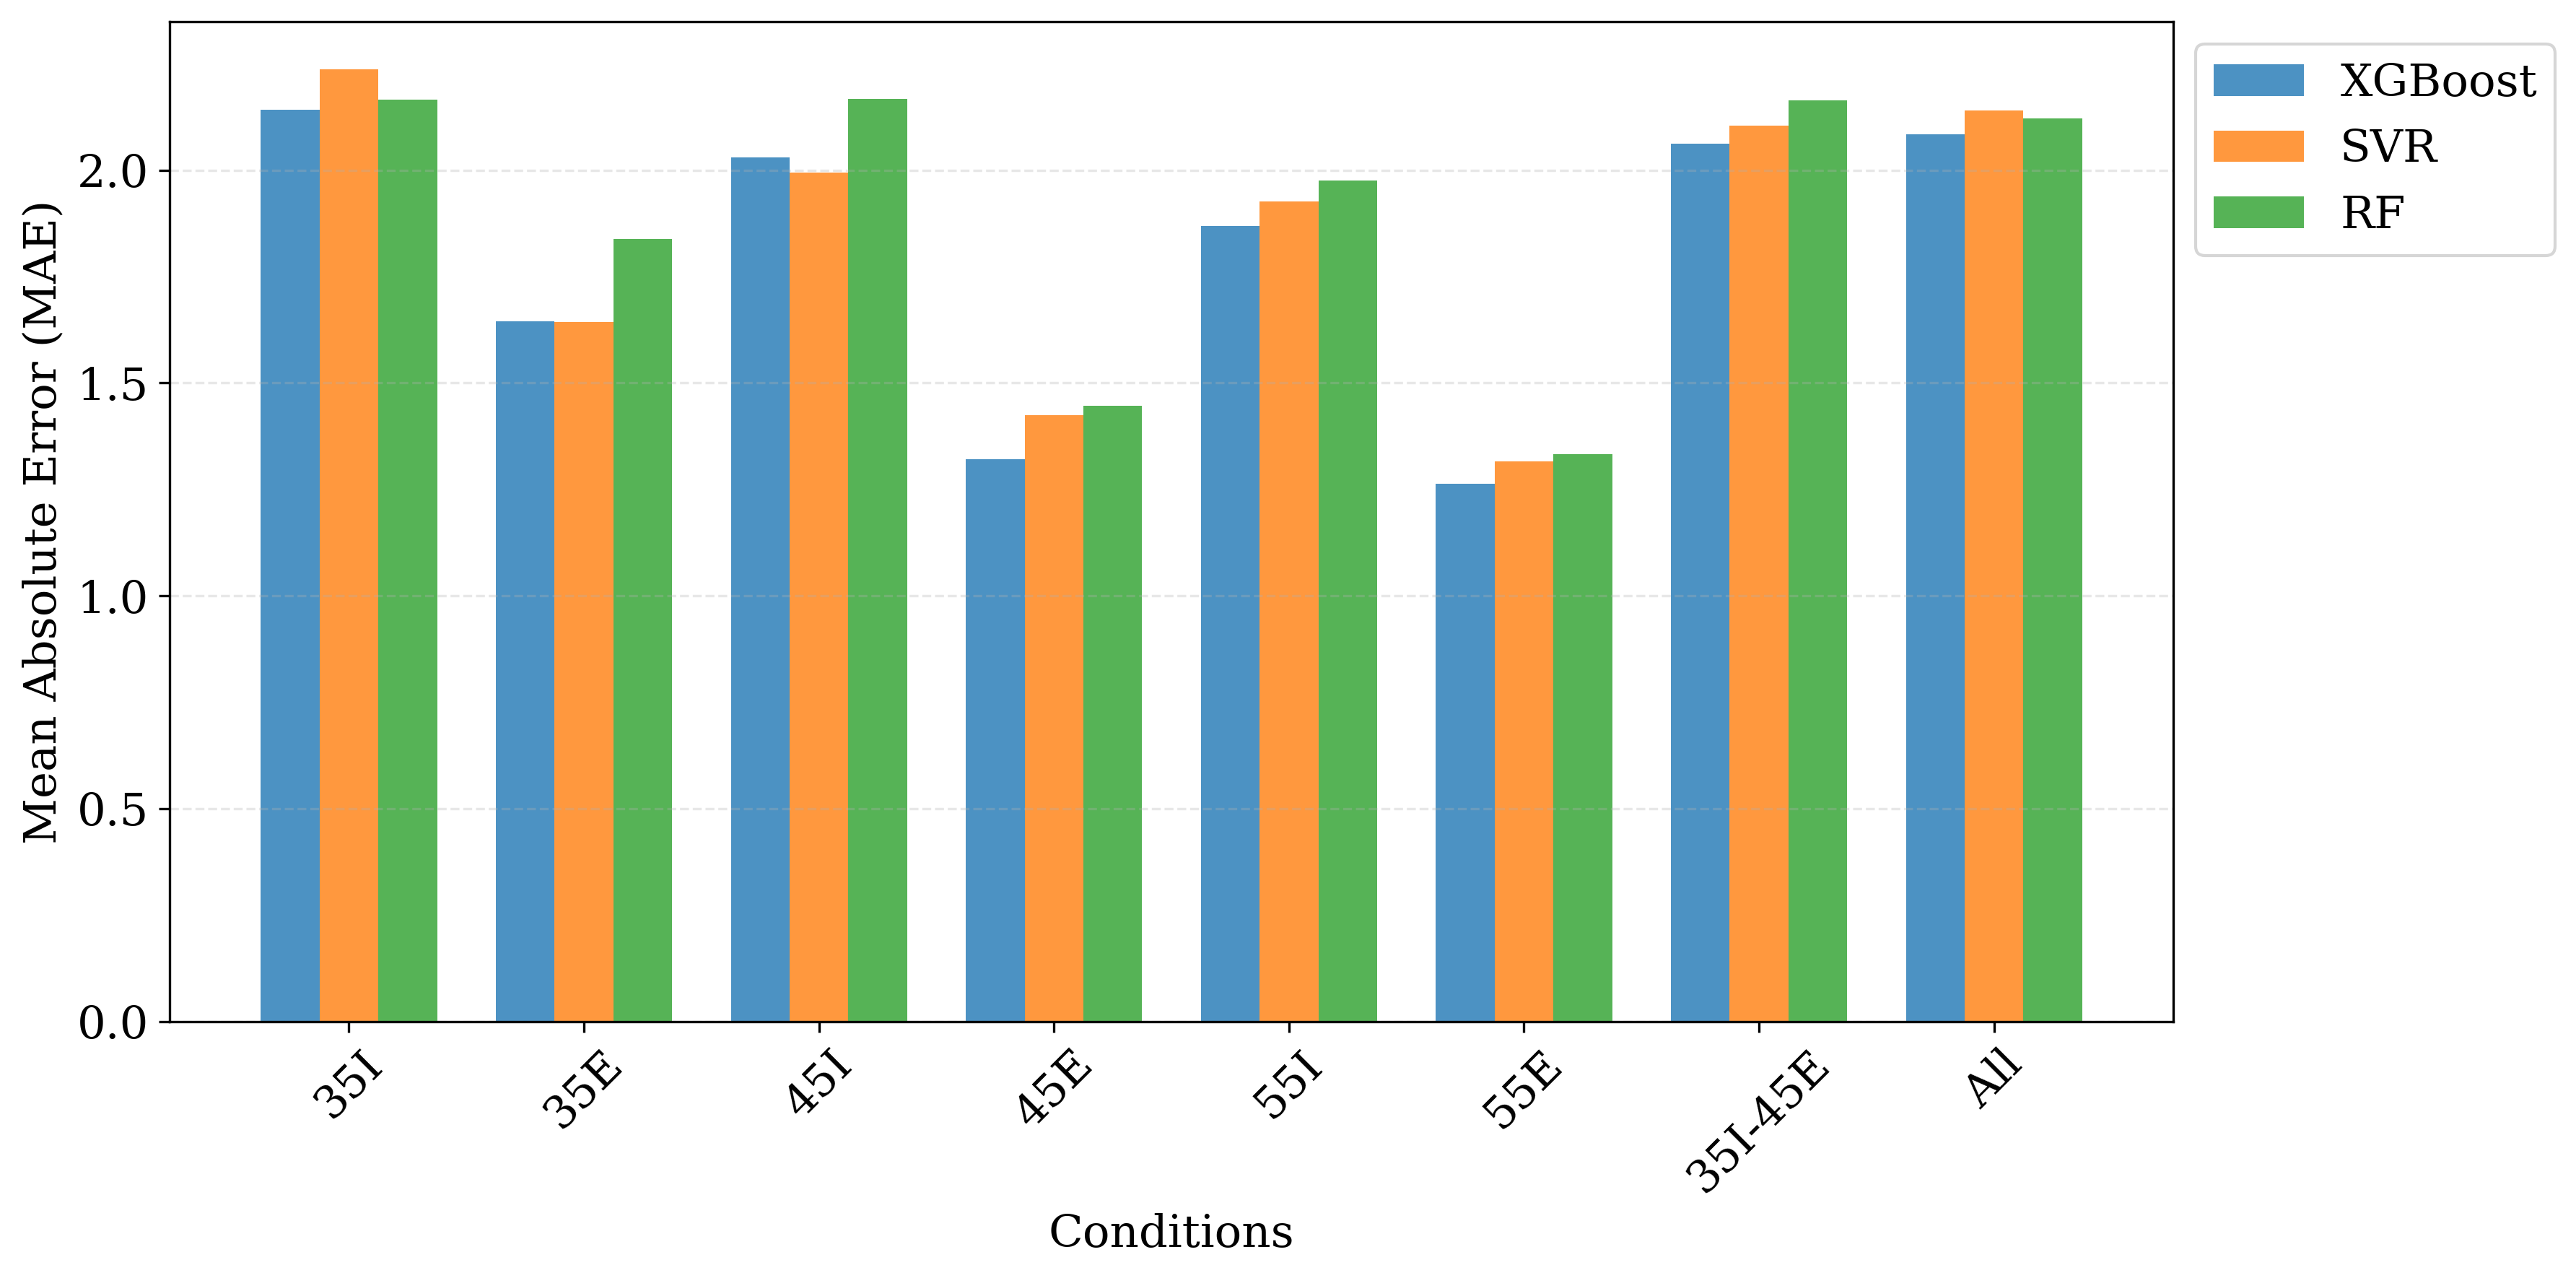 XGBoost
SVR
RF
Mean Absolute Error (MAE)
2.0
1.5
1.0
0.5
0.0
35I
35E
45I
45E
55I
55E
35I-45E
All
Conditions